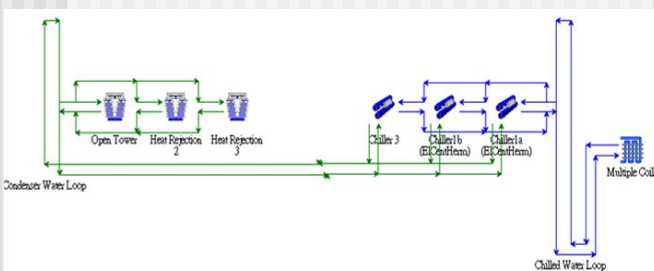 Open Tower
Heat Rejection
2
Heat Rejection
3
Chiller 3
Chiller1b
(ElCentHerm)
Chiller1a
(ElCentHerm)
Multiple Coil
Condenser Water Loop
Chilled Water Loop